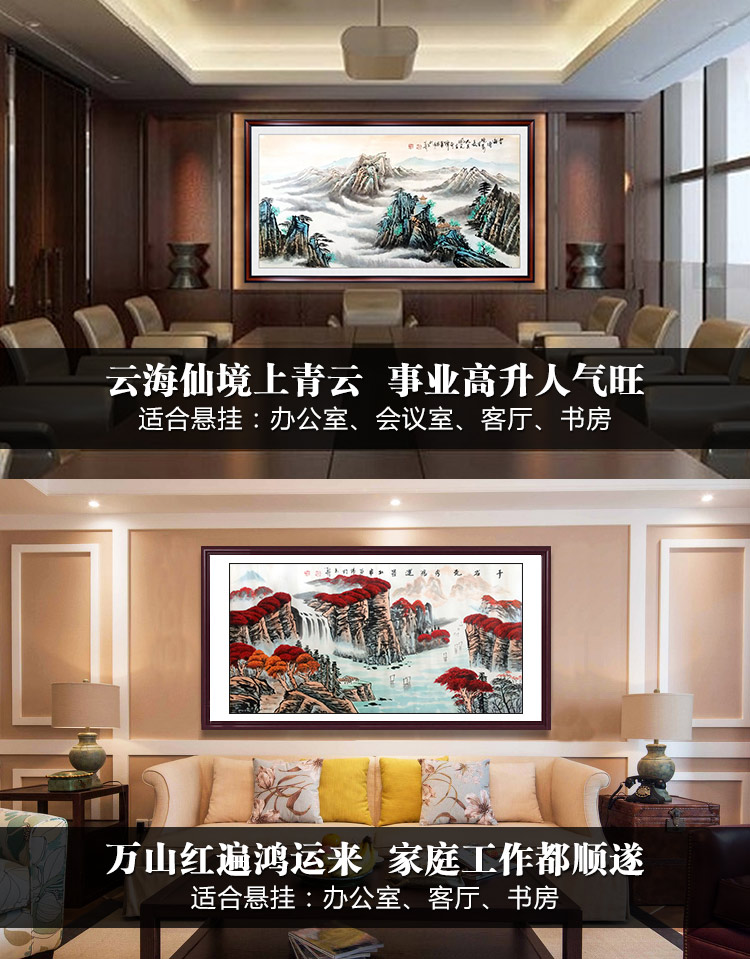 云海仙境上青云 事业高升人气旺
适合悬挂：办公室、会议室、客厅、书房
万山红遍鸿运来 家庭工作都顺遂
适合悬挂：办公室、客厅、书房